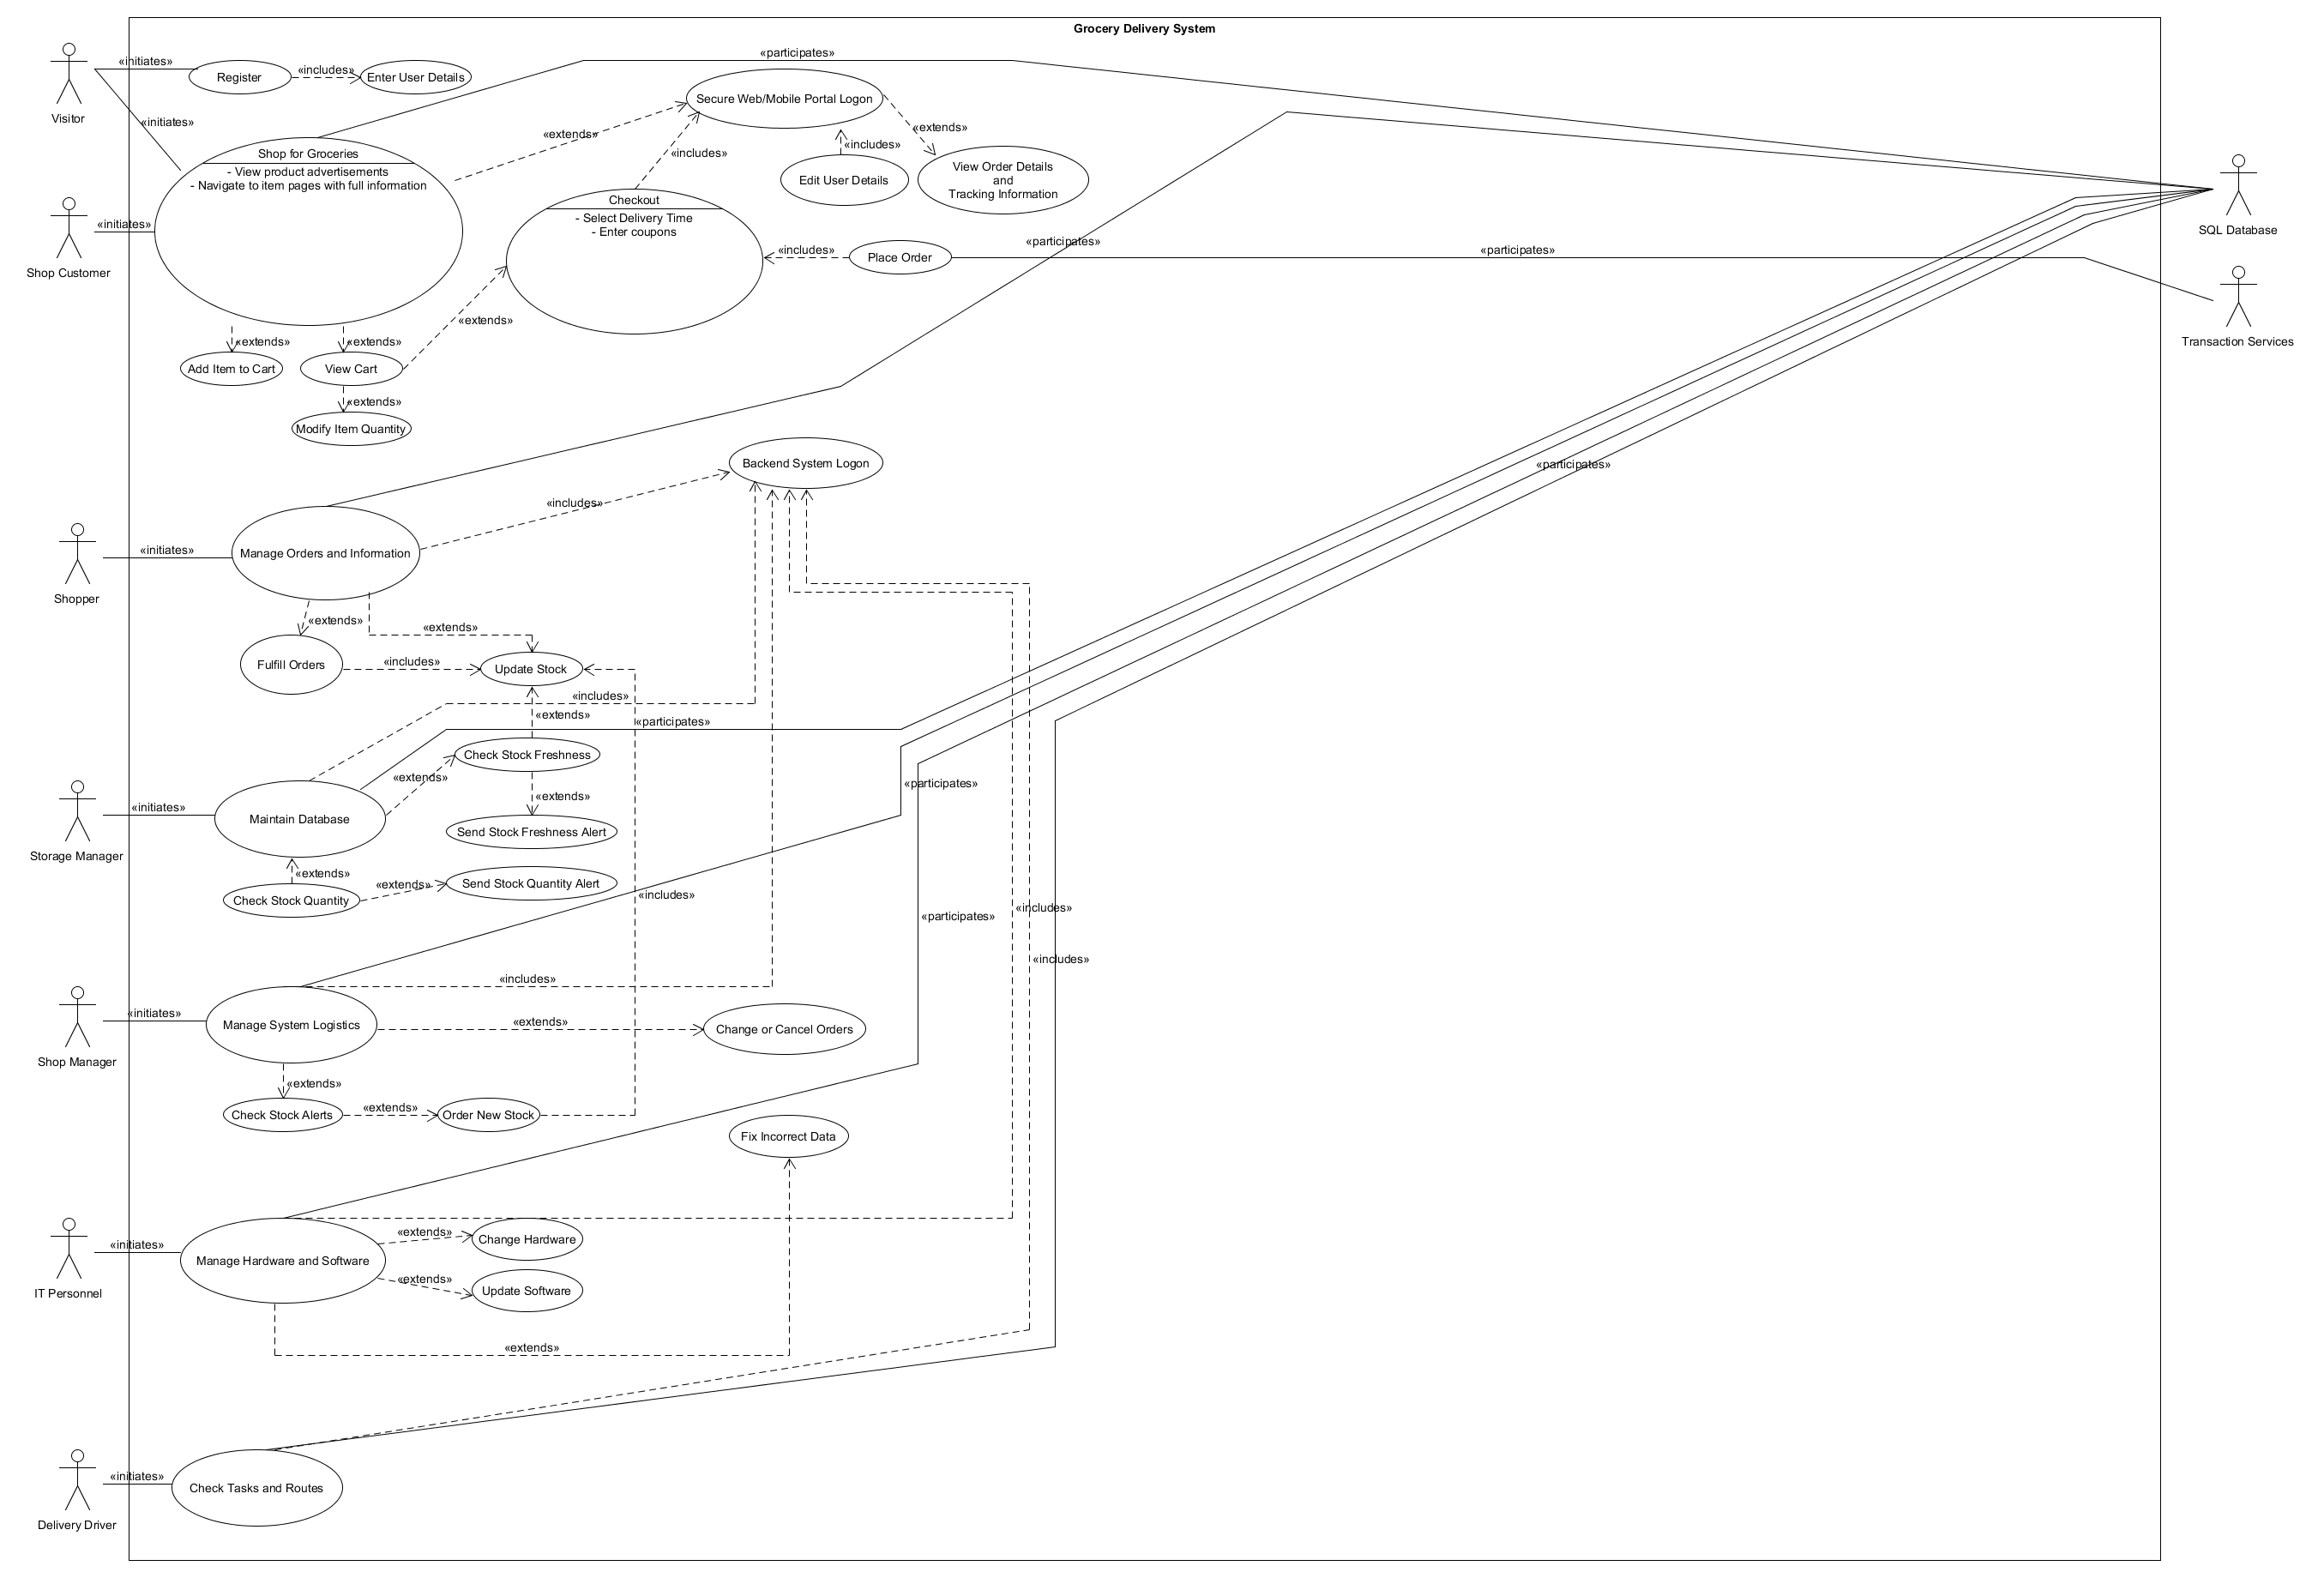 Grocery Delivery System
«participates»
«initiates»
Register
«includes»
Enter User Details
Visitor
«initiates»
Secure Web/Mobile Portal Logon
«extends»
«extends»
«includes»
«includes»
Shop for Groceries
- View product advertisements
- Navigate to item pages with full information
Edit User Details
View Order Details
and
Tracking Information
Checkout
- Select Delivery Time
- Enter coupons
«initiates»
Shop Customer
SQL Database
«includes»
Place Order
«participates»
«participates»
«extends»
Transaction Services
«extends»
«extends»
Add Item to Cart
View Cart
«extends»
Modify Item Quantity
Backend System Logon
«participates»
«includes»
«initiates»
Manage Orders and Information
Shopper
«extends»
«extends»
Fulfill Orders
«includes»
Update Stock
«includes»
«extends»
«participates»
Check Stock Freshness
«extends»
«participates»
«extends»
«initiates»
Maintain Database
Send Stock Freshness Alert
Storage Manager
«extends»
«extends»
Send Stock Quantity Alert
Check Stock Quantity
«includes»
«participates»
«includes»
«includes»
«includes»
«initiates»
Manage System Logistics
«extends»
Change or Cancel Orders
Shop Manager
«extends»
Check Stock Alerts
«extends»
Order New Stock
Fix Incorrect Data
«initiates»
Manage Hardware and Software
«extends»
Change Hardware
«extends»
Update Software
IT Personnel
«extends»
«initiates»
Check Tasks and Routes
Delivery Driver